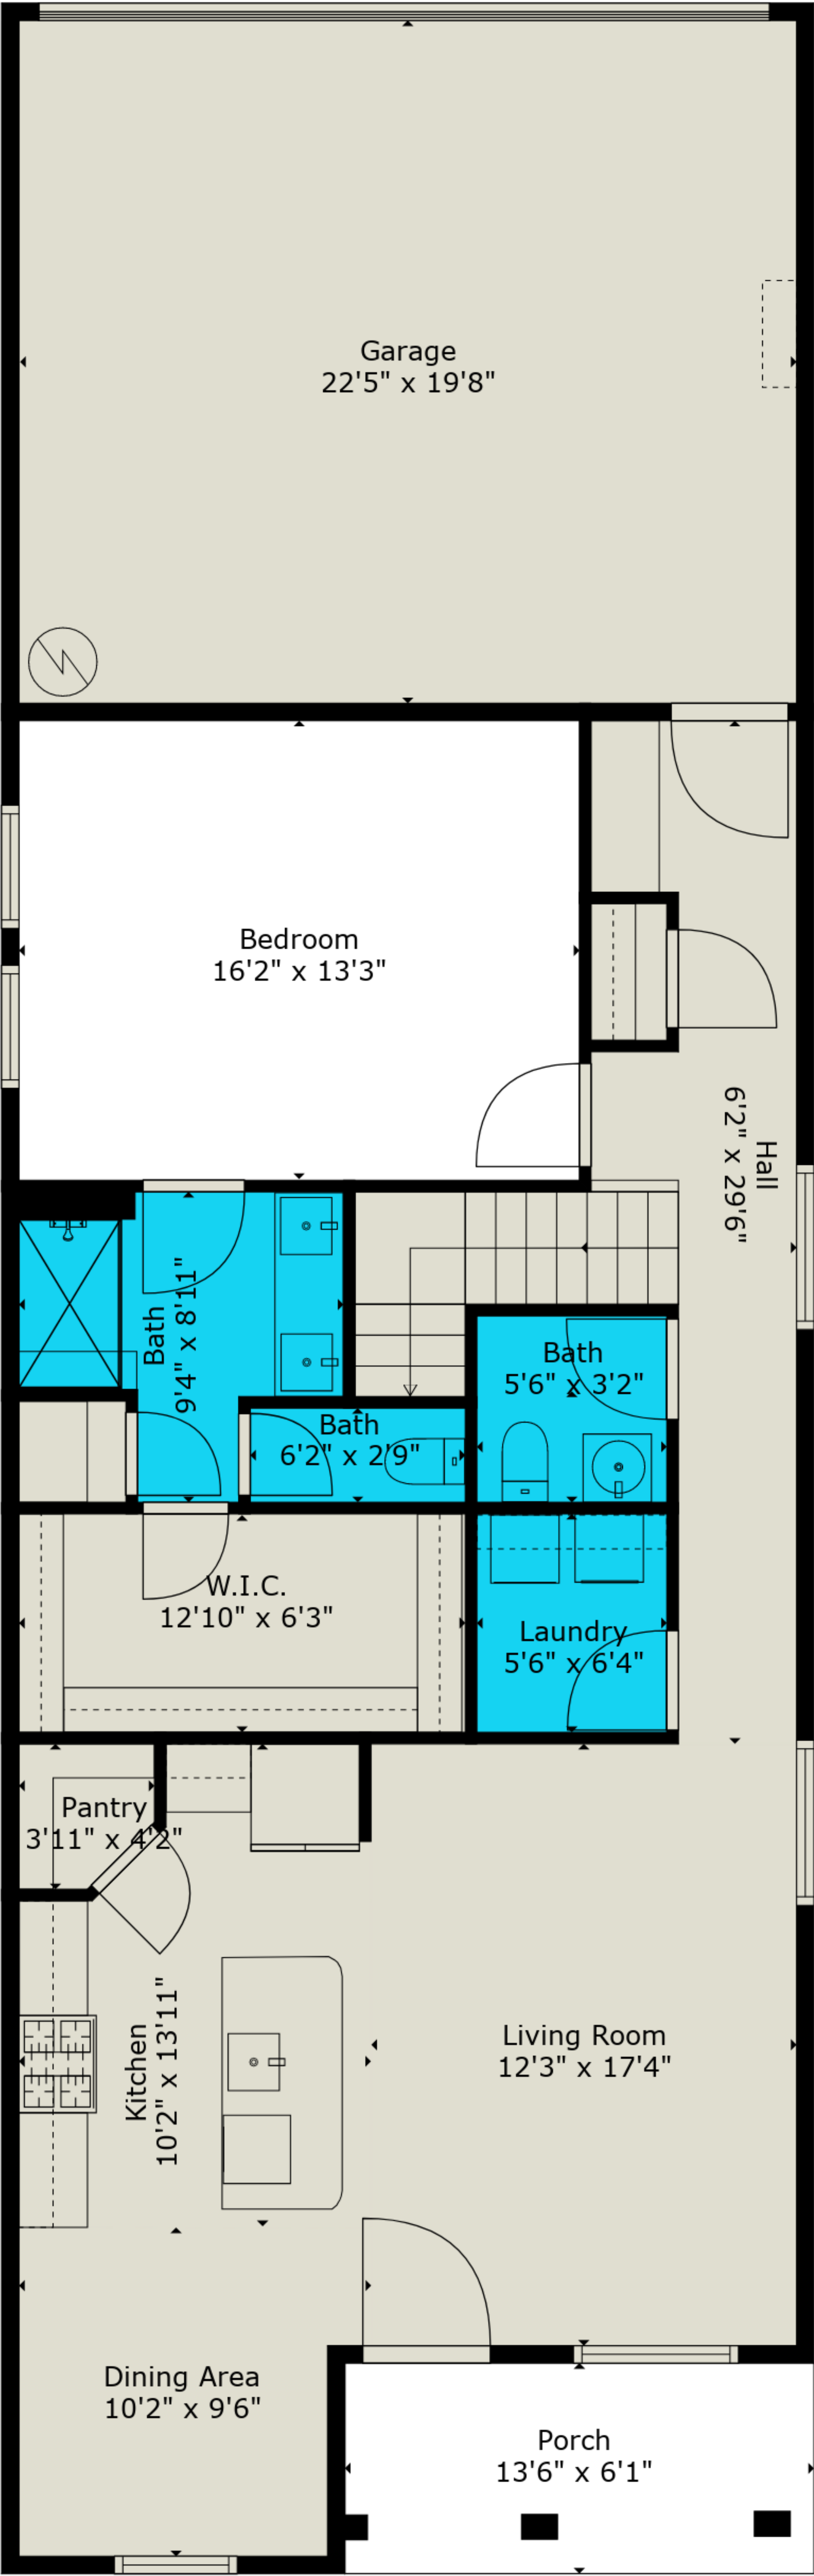 Garage
22'5" x 19'8"
Bedroom
16'2" x 13'3"
Hall
6'2" x 29'6"
Bath
9'4" x 8'11"
Bath
5'6" x 3'2"
Bath
6'2" x 2'9"
W.I.C.
12'10" x 6'3"
Laundry
5'6" x 6'4"
Pantry
3'11" x 4'2"
Kitchen
10'2" x 13'11"
Living Room
12'3" x 17'4"
Dining Area
10'2" x 9'6"
Porch
13'6" x 6'1"